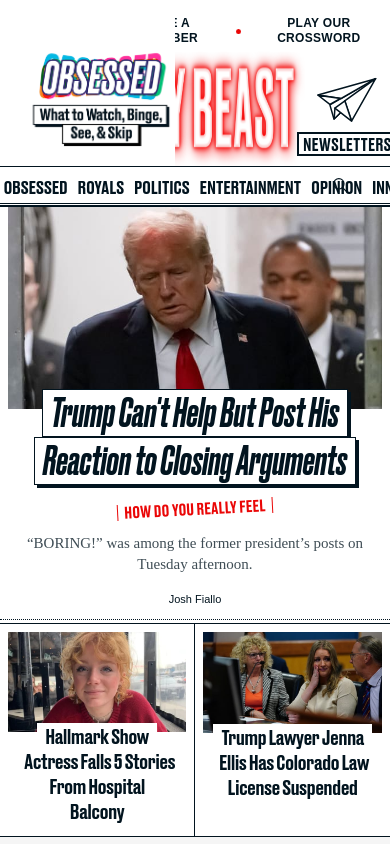 E A
BER
PLAY OUR
CROSSWORD
OBSESSED
What to Watch, Binge,
See, & Skip
Y BEAST
NEWSLETTERS
OBSESSED ROYALS POLITICS ENTERTAINMENT OPINION INN
Trump Can't Help But Post His
Reaction to Closing Arguments
HOW DO YOU REALLY FEEL
“BORING!” was among the former president’s posts on
Tuesday afternoon.
Josh Fiallo
Hallmark Show
Actress Falls 5 Stories
From Hospital
Balcony
Trump Lawyer Jenna
Ellis Has Colorado Law
License Suspended